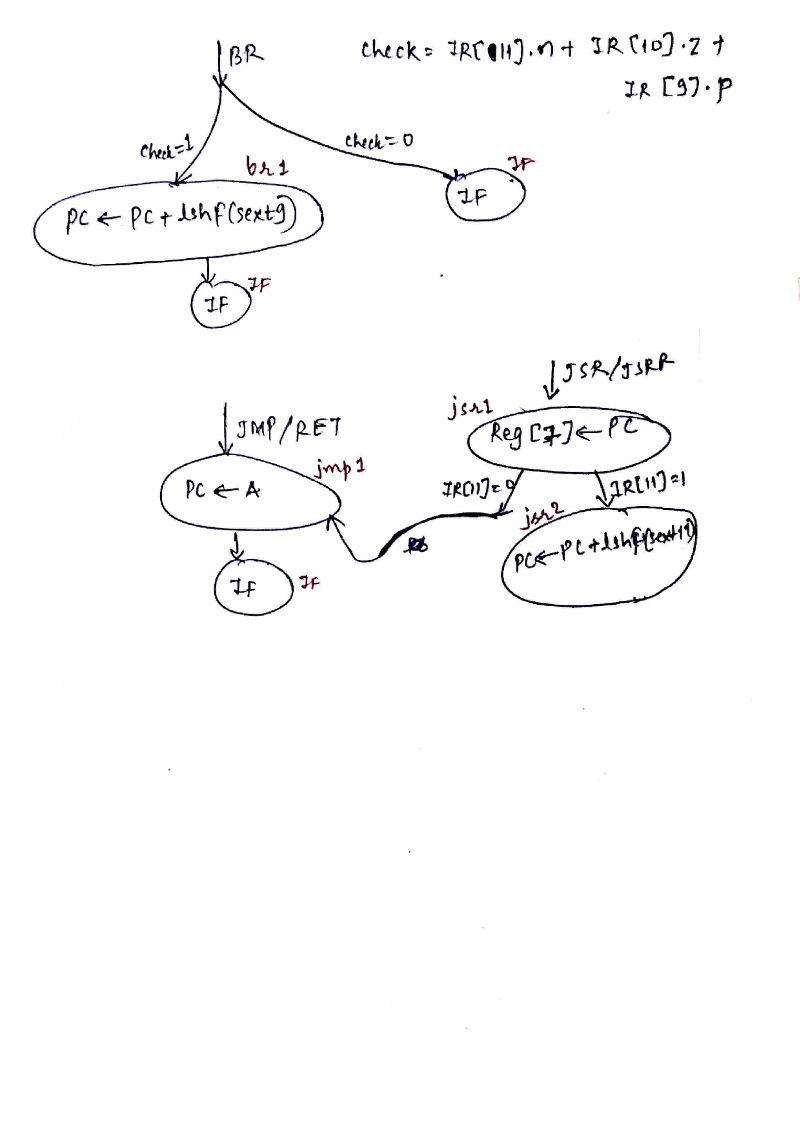 BR
check = IR[11].n + IR[10].z +
IR[9].p
check=1
check=0
br1
IF
IF
PC ← PC + lshf(sext9)
IF
IF
JSR/JSRR
jsr1
Reg[7] ← PC
JMP/RET
jmp1
PC ← A
IR[11]=0
IR[11]=1
jsr2
PC←PC+lshf(sext11)
IF
IF